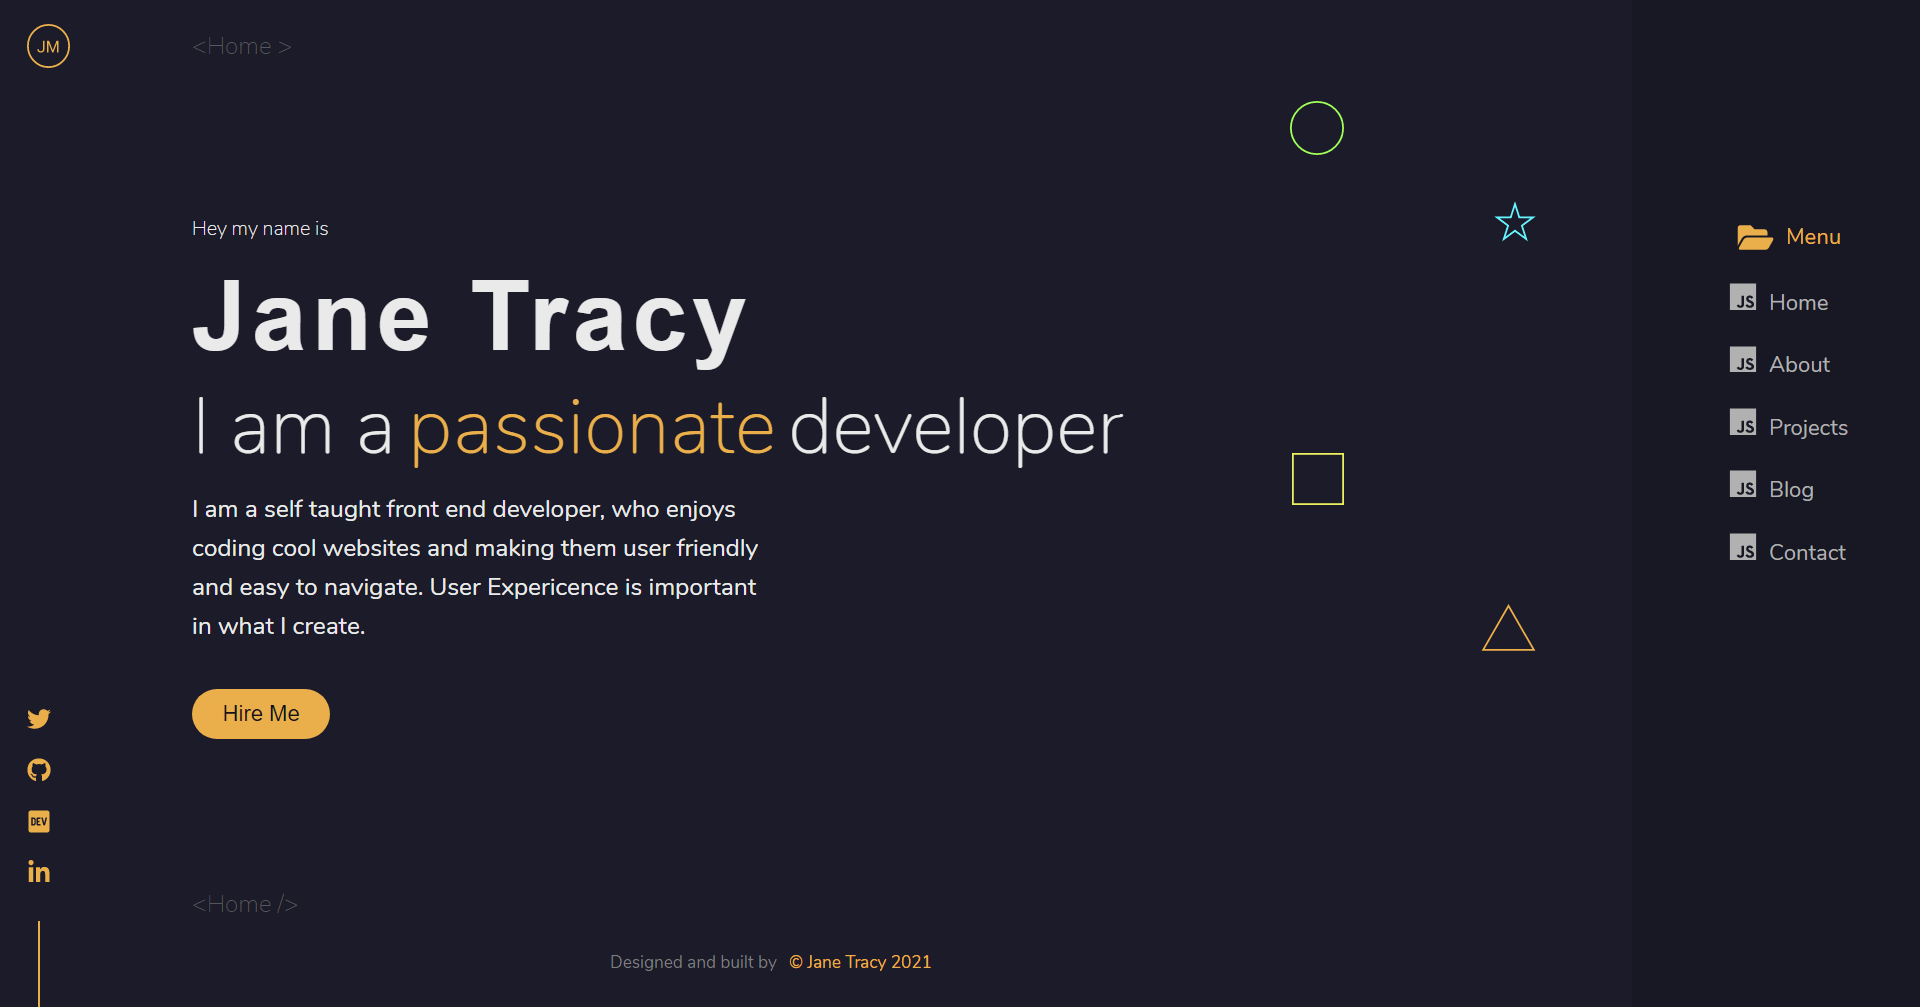 JM
<Home >
Hey my name is
Jane Tracy
I am a passionate developer
I am a self taught front end developer, who enjoys
coding cool websites and making them user friendly
and easy to navigate. User Expericence is important
in what I create.
Hire Me
DEV
in
<Home />
Designed and built by © Jane Tracy 2021
Menu
JS Home
JS About
JS Projects
JS Blog
JS Contact